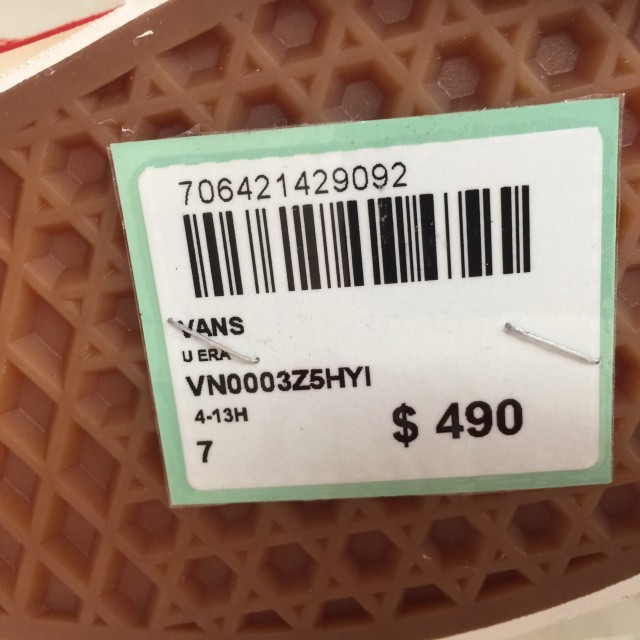 706421429092
VANS
U ERA
VN0003Z5HYI
4-13H
$ 490
7